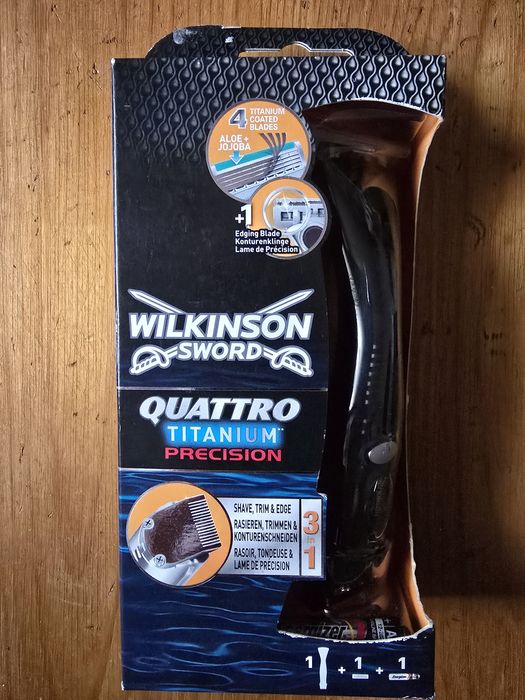 4 TITANIUM
COATED
BLADES
ALOE +
JOJOBA
+1
Edging Blade
Konturenklinge
Lame de Précision
WILKINSON
SWORD
QUATTRO
TITANIUM™
PRECISION
SHAVE, TRIM & EDGE
RASIEREN, TRIMMEN &
KONTURENSCHNEIDEN
RASOIR, TONDEUSE &
LAME DE PRÉCISION
3 in 1
1 + 1 + 1